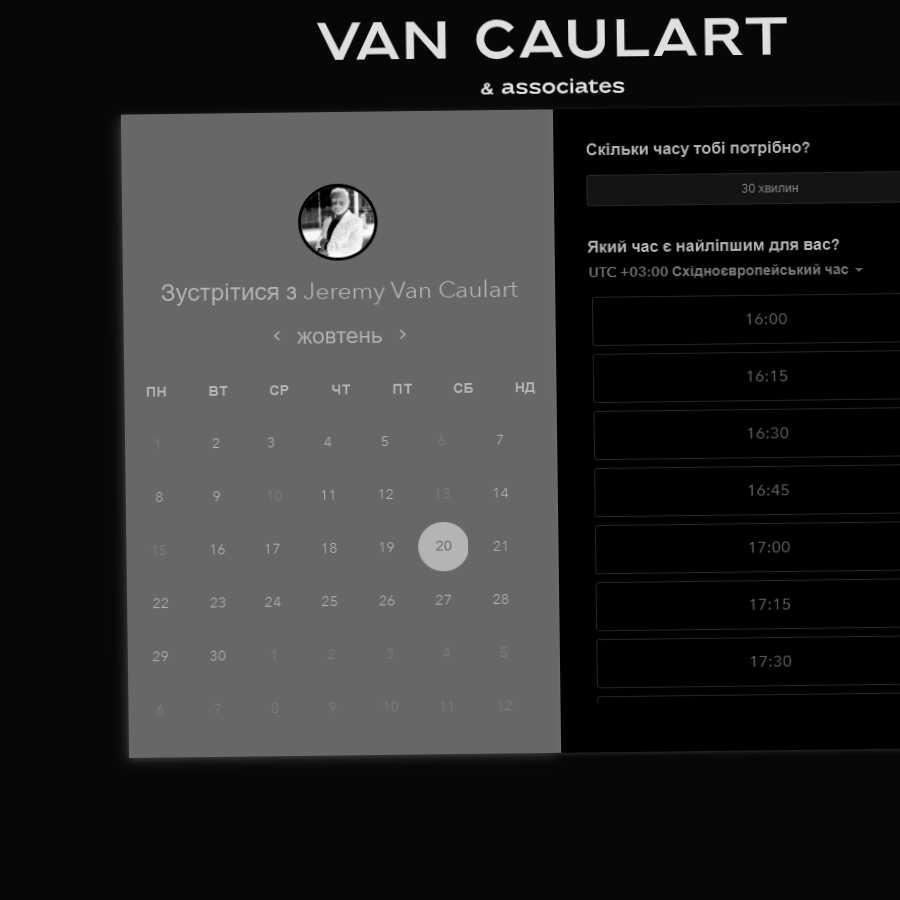 VAN CAULART
& associates
Зустрітися з Jeremy Van Caulart
‹ жовтень ›
ПН ВТ СР ЧТ ПТ СБ НД
1 2 3 4 5 6 7
8 9 10 11 12 13 14
15 16 17 18 19 20 21
22 23 24 25 26 27 28
29 30 1 2 3 4 5
6 7 8 9 10 11 12
Скільки часу тобі потрібно?
30 хвилин
Який час є найліпшим для вас?
UTC +03:00 Східноєвропейський час
16:00
16:15
16:30
16:45
17:00
17:15
17:30